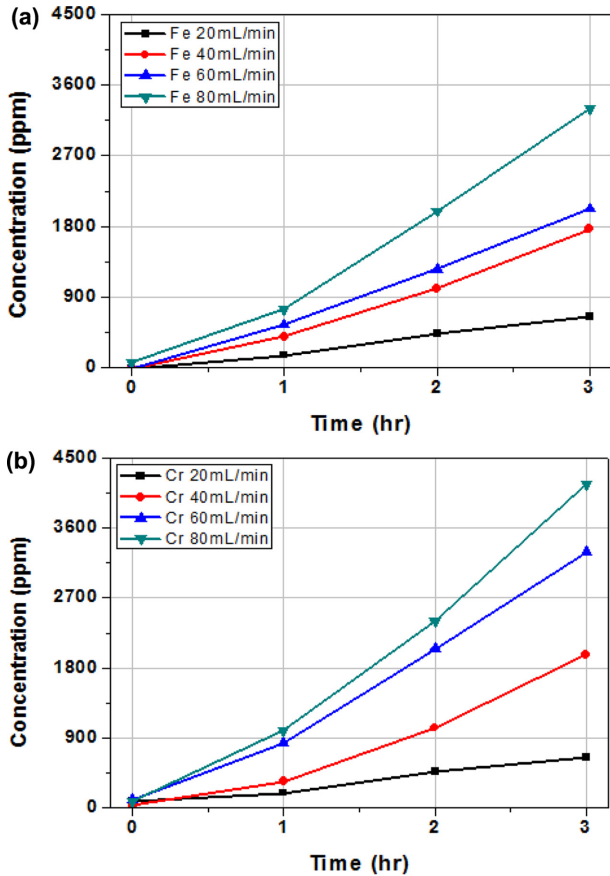 (a)
Fe 20mL/min
Fe 40mL/min
Fe 60mL/min
Fe 80mL/min
Concentration (ppm)
4500
3600
2700
1800
900
0
0 1 2 3
Time (hr)
(b)
Cr 20mL/min
Cr 40mL/min
Cr 60mL/min
Cr 80mL/min
Concentration (ppm)
4500
3600
2700
1800
900
0
0 1 2 3
Time (hr)